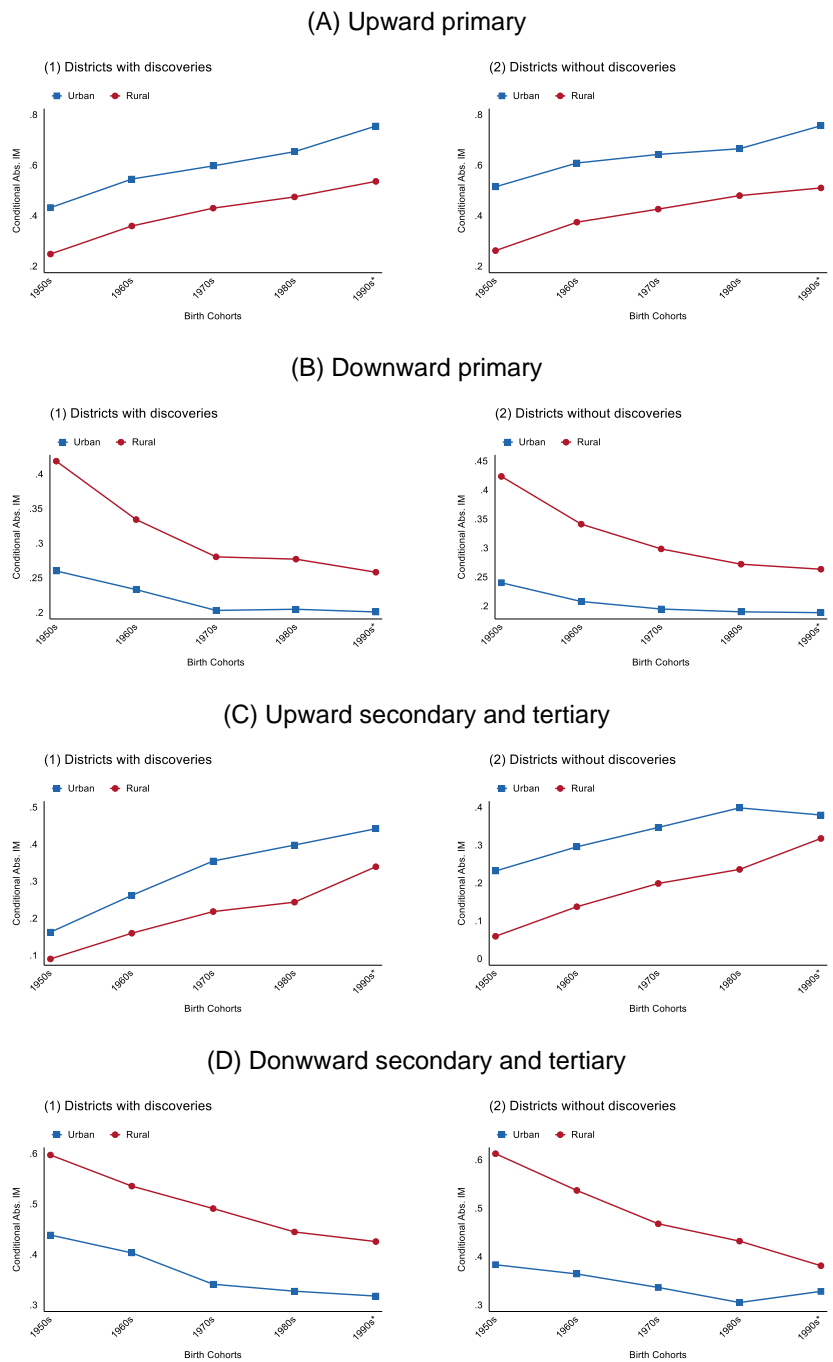 (A) Upward primary
(1) Districts with discoveries
Urban Rural
Conditional Abs. IM
.8
.6
.4
.2
1950s 1960s 1970s 1980s 1990s*
Birth Cohorts
(2) Districts without discoveries
Urban Rural
Conditional Abs. IM
.8
.6
.4
.2
1950s 1960s 1970s 1980s 1990s*
Birth Cohorts
(B) Downward primary
(1) Districts with discoveries
Urban Rural
Conditional Abs. IM
.4
.35
.3
.25
.2
1950s 1960s 1970s 1980s 1990s*
Birth Cohorts
(2) Districts without discoveries
Urban Rural
Conditional Abs. IM
.45
.4
.35
.3
.25
.2
1950s 1960s 1970s 1980s 1990s*
Birth Cohorts
(C) Upward secondary and tertiary
(1) Districts with discoveries
Urban Rural
Conditional Abs. IM
.5
.4
.3
.2
.1
1950s 1960s 1970s 1980s 1990s*
Birth Cohorts
(2) Districts without discoveries
Urban Rural
Conditional Abs. IM
.4
.3
.2
.1
0
1950s 1960s 1970s 1980s 1990s*
Birth Cohorts
(D) Donwward secondary and tertiary
(1) Districts with discoveries
Urban Rural
Conditional Abs. IM
.6
.5
.4
.3
1950s 1960s 1970s 1980s 1990s*
Birth Cohorts
(2) Districts without discoveries
Urban Rural
Conditional Abs. IM
.6
.5
.4
.3
1950s 1960s 1970s 1980s 1990s*
Birth Cohorts